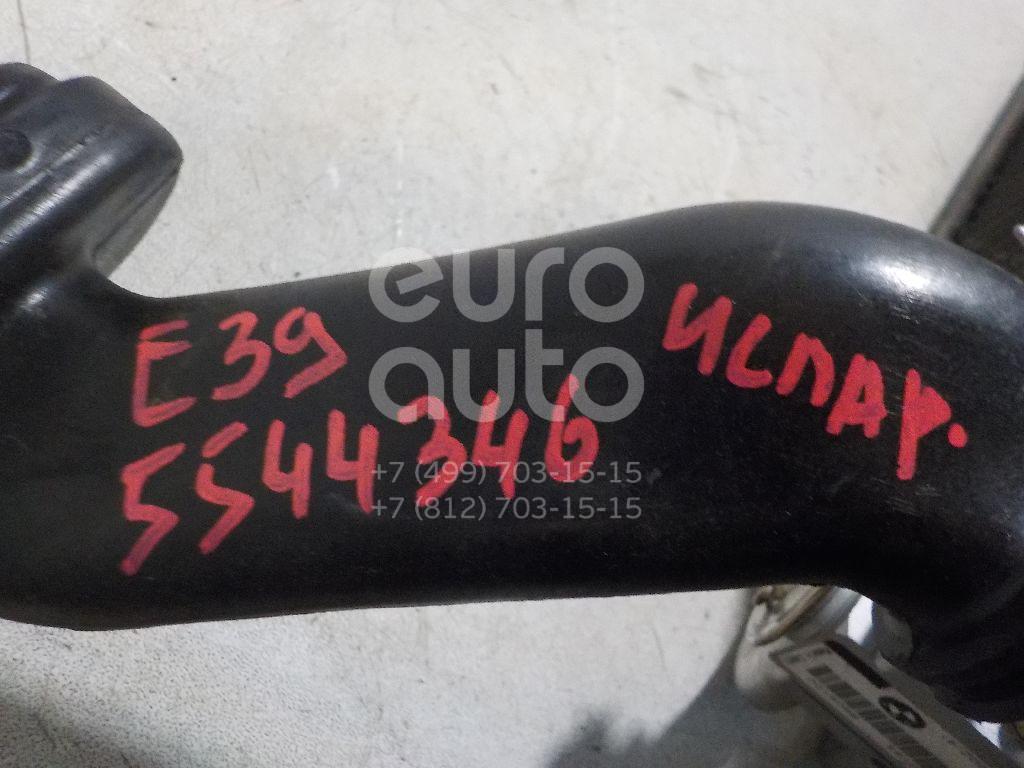 E39
5544346
ИСПАР.
euro
auto
+7 (499) 703-15-15
+7 (812) 703-15-15